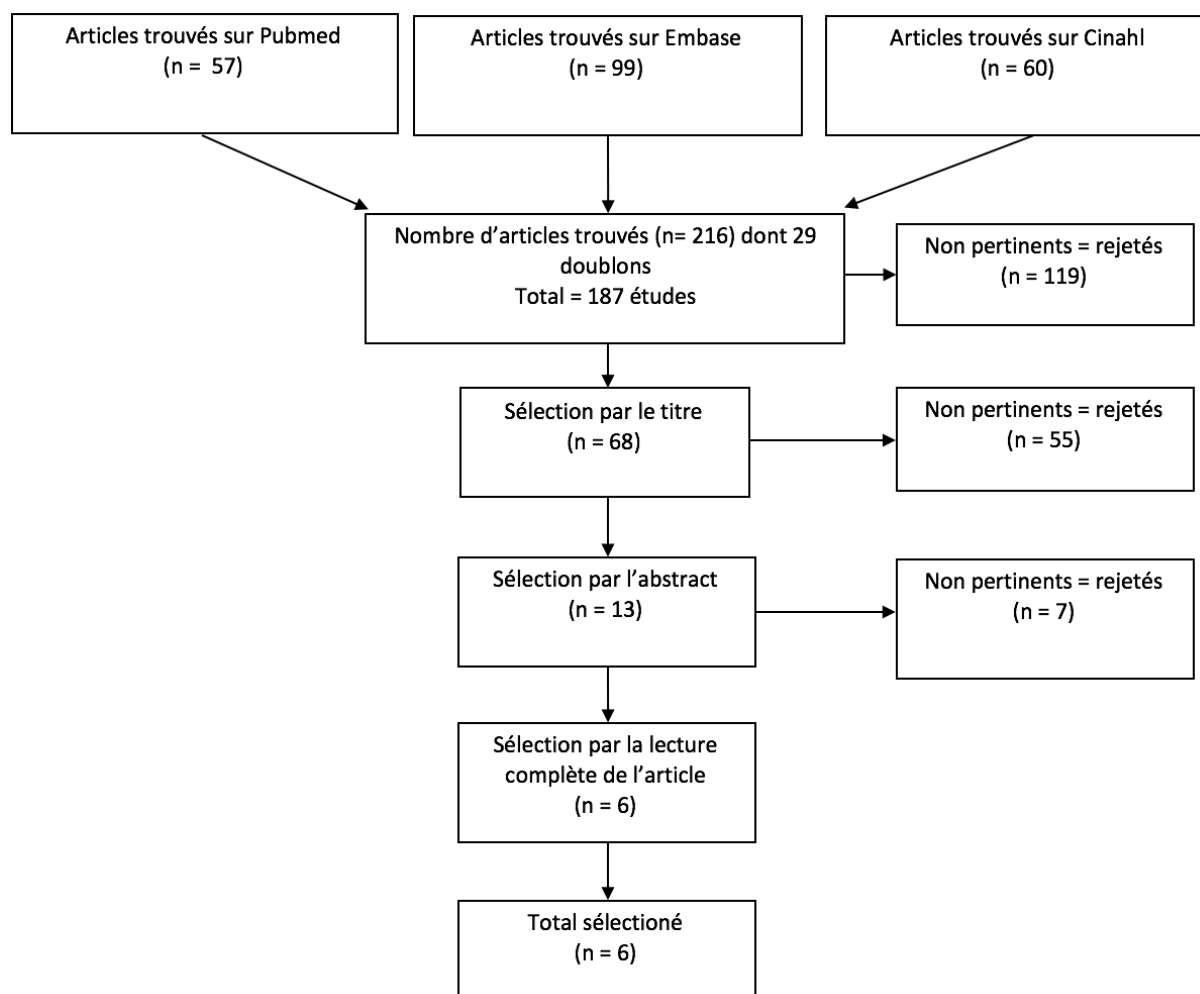 Articles trouvés sur Pubmed
(n =  57)
Articles trouvés sur Embase
(n = 99)
Articles trouvés sur Cinahl
(n = 60)
Nombre d’articles trouvés (n= 216) dont 29
doublons
Total = 187 études
Non pertinents = rejetés
(n = 119)
Sélection par le titre
(n = 68)
Non pertinents = rejetés
(n = 55)
Sélection par l’abstract
(n = 13)
Non pertinents = rejetés
(n = 7)
Sélection par la lecture
complète de l’article
(n = 6)
Total sélectioné
(n = 6)